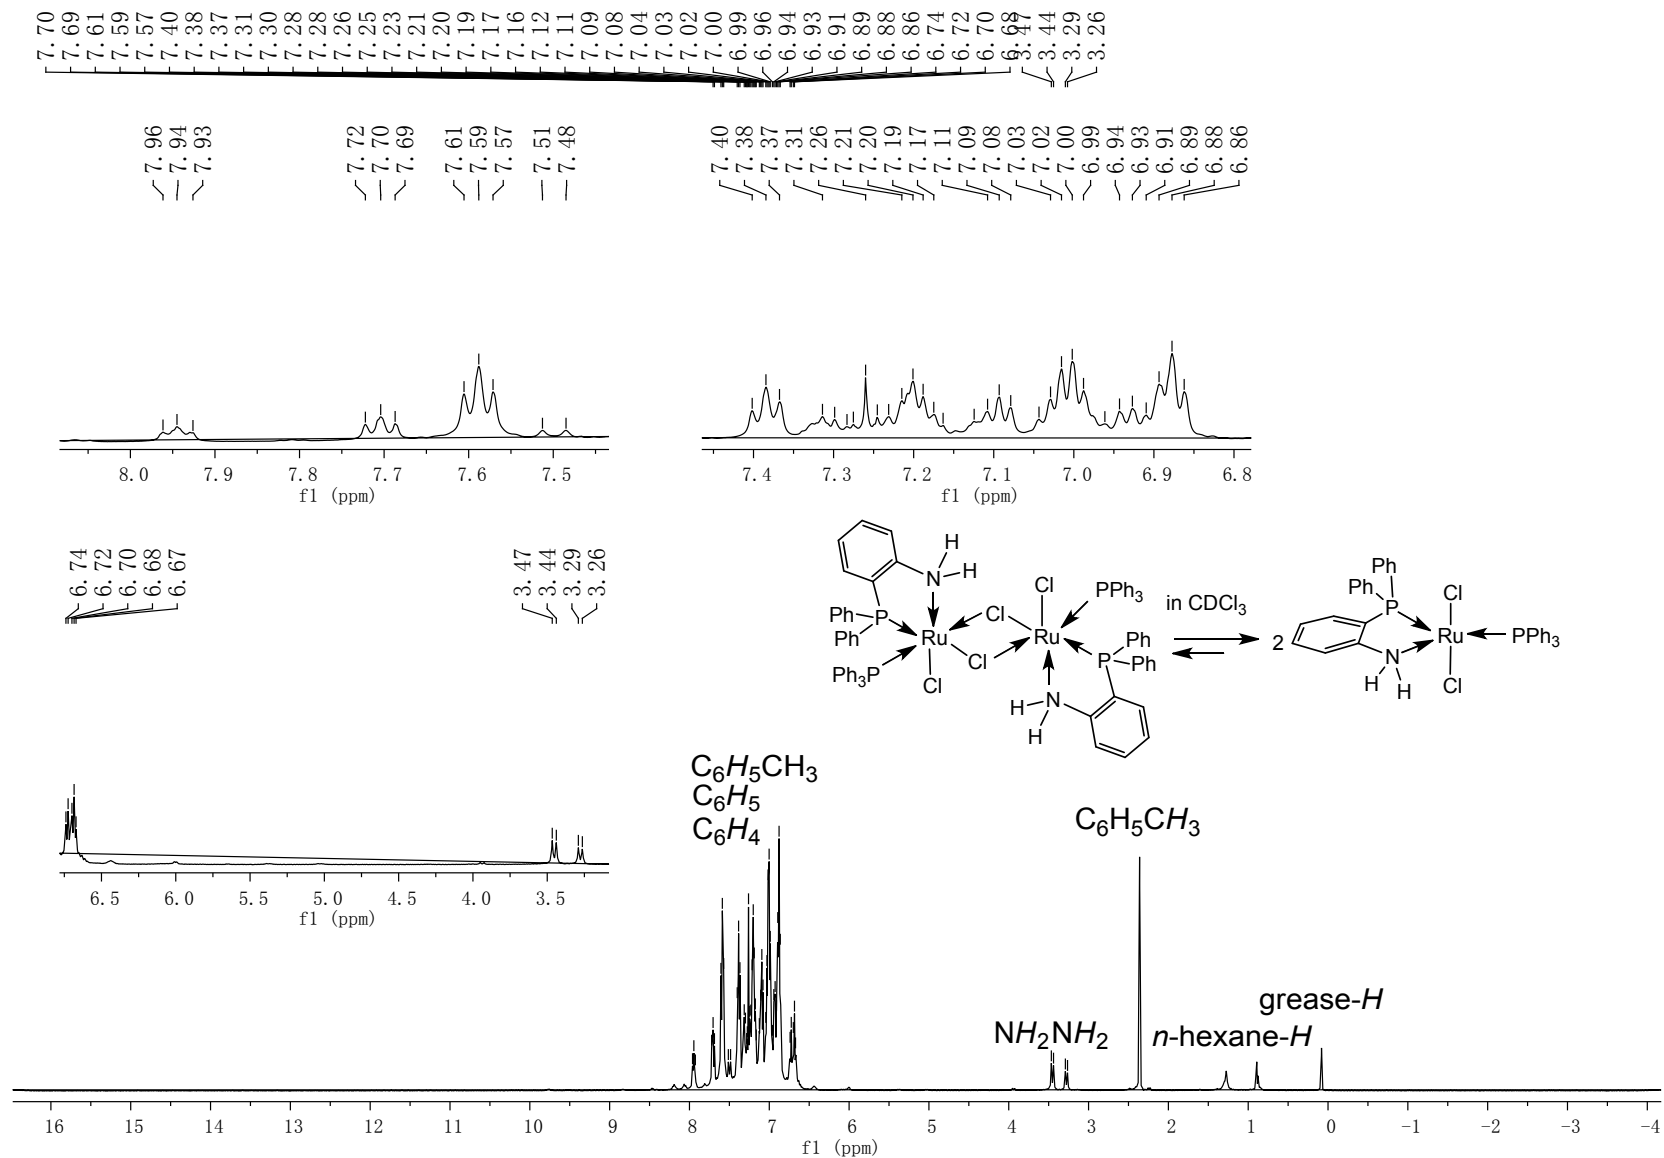 7.70 7.69 7.61 7.59 7.57 7.40 7.38 7.37 7.31 7.30 7.28 7.28 7.26 7.25 7.23 7.21 7.20 7.19 7.17 7.16 7.12 7.11 7.09 7.08 7.04 7.03 7.02 7.00 6.99 6.96 6.94 6.93 6.91 6.89 6.88 6.86 6.74 6.72 6.70 6.68 3.47 3.44 3.29 3.26
7.96 7.94 7.93 7.72 7.70 7.69 7.61 7.59 7.57 7.51 7.48
7.40 7.38 7.37 7.31 7.26 7.21 7.20 7.19 7.17 7.11 7.09 7.08 7.03 7.02 7.00 6.99 6.94 6.93 6.91 6.89 6.88 6.86
8.0 7.9 7.8 7.7 7.6 7.5
f1 (ppm)
7.4 7.3 7.2 7.1 7.0 6.9 6.8
f1 (ppm)
6.74 6.72 6.70 6.68 6.67 3.47 3.44 3.29 3.26
6.5 6.0 5.5 5.0 4.5 4.0 3.5
f1 (ppm)
H
N H
Ph P
Ph
Ru
Cl
Cl
Ph3P
Cl
Cl
Ru
PPh3
Ph
P Ph
H N
H
in CDCl3
2
Ph
Ph P
Cl
Ru PPh3
N
H H
Cl
C6H5CH3
C6H5
C6H4
C6H5CH3
NH2NH2
n-hexane-H
grease-H
16 15 14 13 12 11 10 9 8 7 6 5 4 3 2 1 0 -1 -2 -3 -4
f1 (ppm)